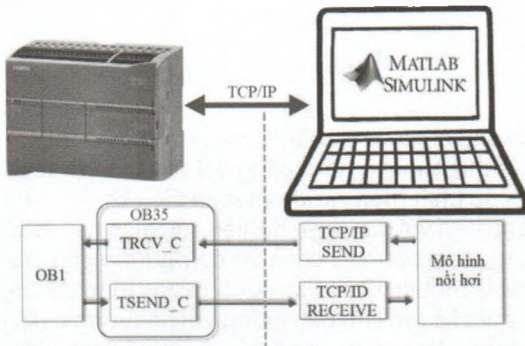 MATLAB
SIMULINK
TCP/IP
OB35
OB1
TRCV_C
TCP/IP
SEND
Mô hình
nồi hơi
TSEND_C
TCP/ID
RECEIVE